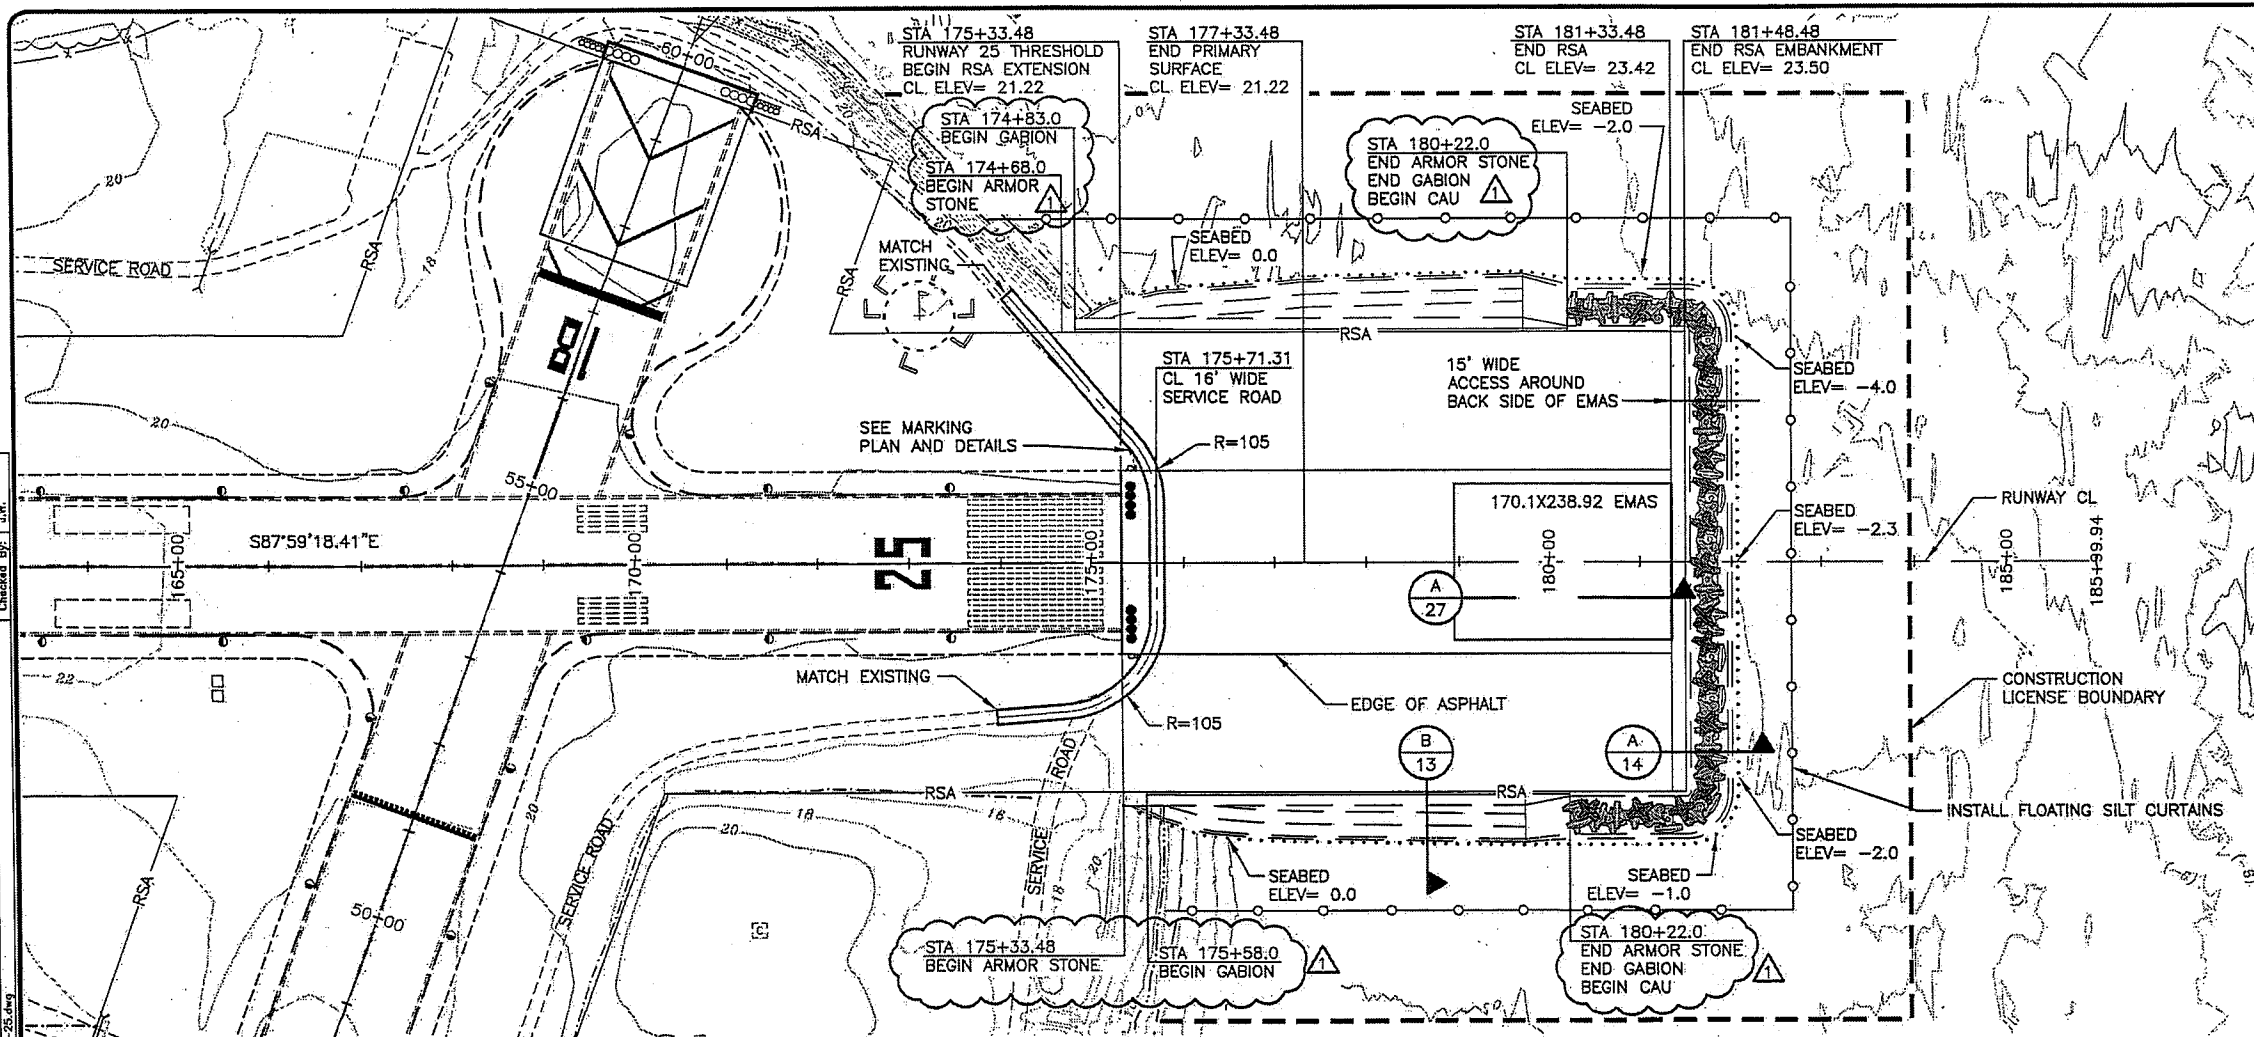 STA 175+33.48
RUNWAY 25 THRESHOLD
BEGIN RSA EXTENSION
CL ELEV= 21.22
STA 177+33.48
END PRIMARY
SURFACE
CL ELEV= 21.22
STA 181+33.48
END RSA
CL ELEV= 23.42
STA 181+48.48
END RSA EMBANKMENT
CL ELEV= 23.50
60+00
RSA
STA 174+83.0
BEGIN GABION
STA 174+68.0
BEGIN ARMOR
STONE
1
STA 180+22.0
END ARMOR STONE
END GABION
BEGIN CAU
1
SEABED
ELEV= -2.0
20
SERVICE ROAD
RSA
18
RSA
MATCH
EXISTING
SEABED
ELEV= 0.0
RSA
STA 175+71.31
CL 16' WIDE
SERVICE ROAD
15' WIDE
ACCESS AROUND
BACK SIDE OF EMAS
SEABED
ELEV= -4.0
20
SEE MARKING
PLAN AND DETAILS
R=105
55+00
170.1X238.92 EMAS
SEABED
ELEV= -2.3
RUNWAY CL
S87°59'18.41"E
165+00
170+00
25
175+00
180+00
185+00
185+99.94
A
27
22
MATCH EXISTING
R=105
EDGE OF ASPHALT
CONSTRUCTION
LICENSE BOUNDARY
B
13
A
14
RSA
RSA
INSTALL FLOATING SILT CURTAINS
20
SERVICE ROAD
20
18
18
SERVICE
ROAD
20
18
SEABED
ELEV= 0.0
SEABED
ELEV= -1.0
SEABED
ELEV= -2.0
RSA
50+00
C
STA 175+33.48
BEGIN ARMOR STONE
STA 175+58.0
BEGIN GABION
1
STA 180+22.0
END ARMOR STONE
END GABION
BEGIN CAU
1
Checked By: J.W.
-25.dwg